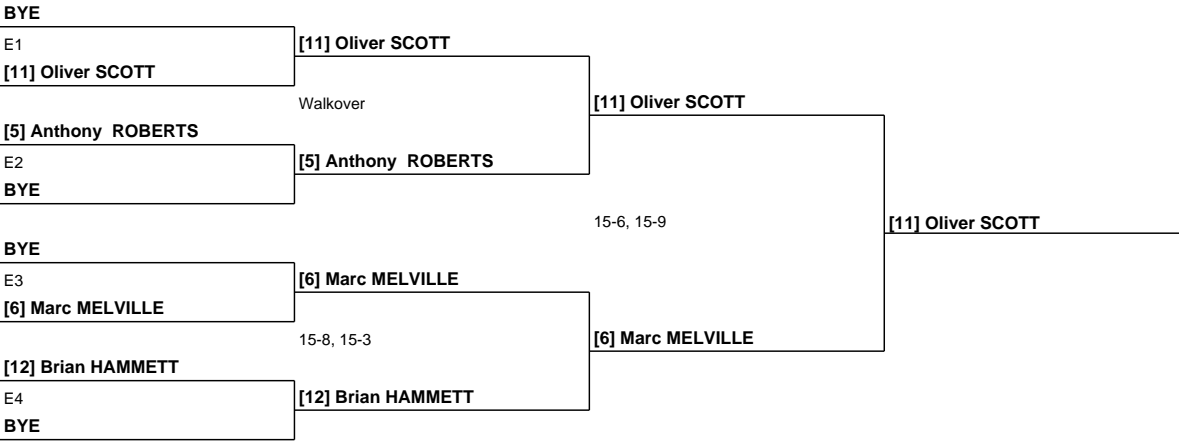 BYE
E1
[11] Oliver SCOTT
[11] Oliver SCOTT
Walkover
[11] Oliver SCOTT
[5] Anthony  ROBERTS
E2
[5] Anthony  ROBERTS
BYE
15-6, 15-9
[11] Oliver SCOTT
BYE
E3
[6] Marc MELVILLE
[6] Marc MELVILLE
15-8, 15-3
[6] Marc MELVILLE
[12] Brian HAMMETT
E4
[12] Brian HAMMETT
BYE